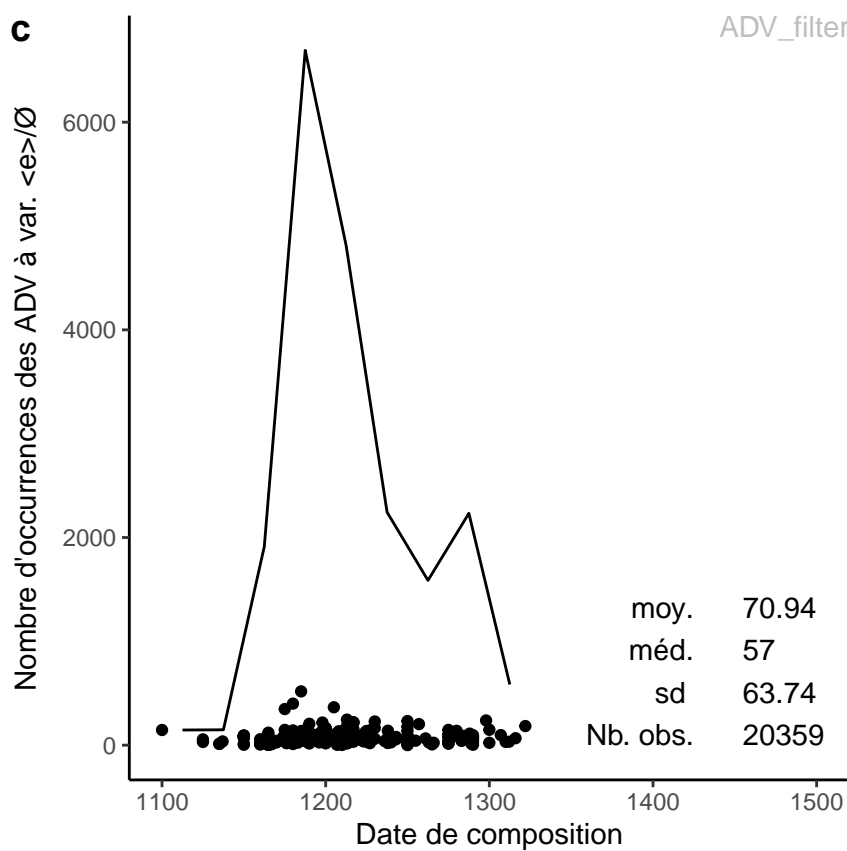 c
ADV_filter
Nombre d'occurrences des ADV à var. <e>/Ø
6000
4000
2000
0
moy. 70.94
méd. 57
sd 63.74
Nb. obs. 20359
1100 1200 1300 1400 1500
Date de composition